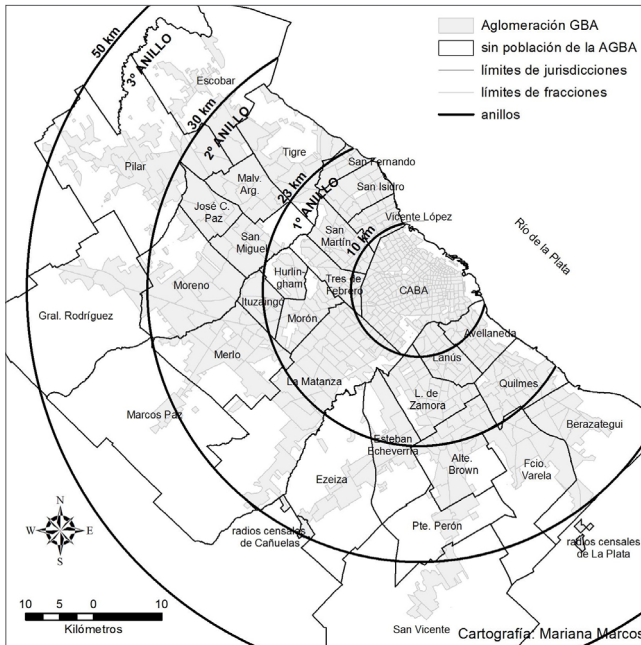 Aglomeración GBA
sin población de la AGBA
límites de jurisdicciones
límites de fracciones
anillos
50 km
3º ANILLO
Escobar
30 km
2º ANILLO
Pilar
Tigre
San Fernando
Malv.
Arg.
23 km
1º ANILLO
San Isidro
José C.
Paz
Vicente López
San
Miguel
San
Martín
10 km
Río de la Plata
Hurlin-
gham
Tres de
Febrero
CABA
Moreno
Ituzaingó
Gral. Rodríguez
Morón
Avellaneda
Merlo
Lanús
La Matanza
Quilmes
Marcos Paz
L. de
Zamora
Berazategui
Esteban
Echeverría
Alte.
Brown
Fcio.
Varela
Ezeiza
N
W
E
S
radios censales
de Cañuelas
Pte. Perón
radios censales
de La Plata
10 5 0 10
Kilómetros
San Vicente
Cartografía: Mariana Marcos